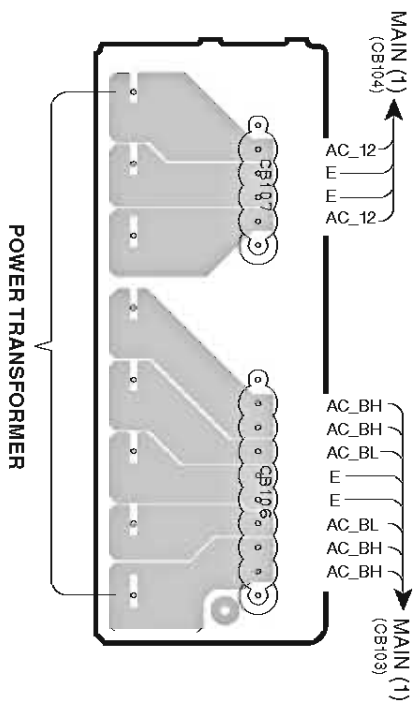 MAIN (1)
(CB104)
AC_12
E
E
AC_12
CB107
POWER TRANSFORMER
AC_BH
AC_BH
AC_BL
E
E
AC_BL
AC_BH
AC_BH
CB106
MAIN (1)
(CB103)